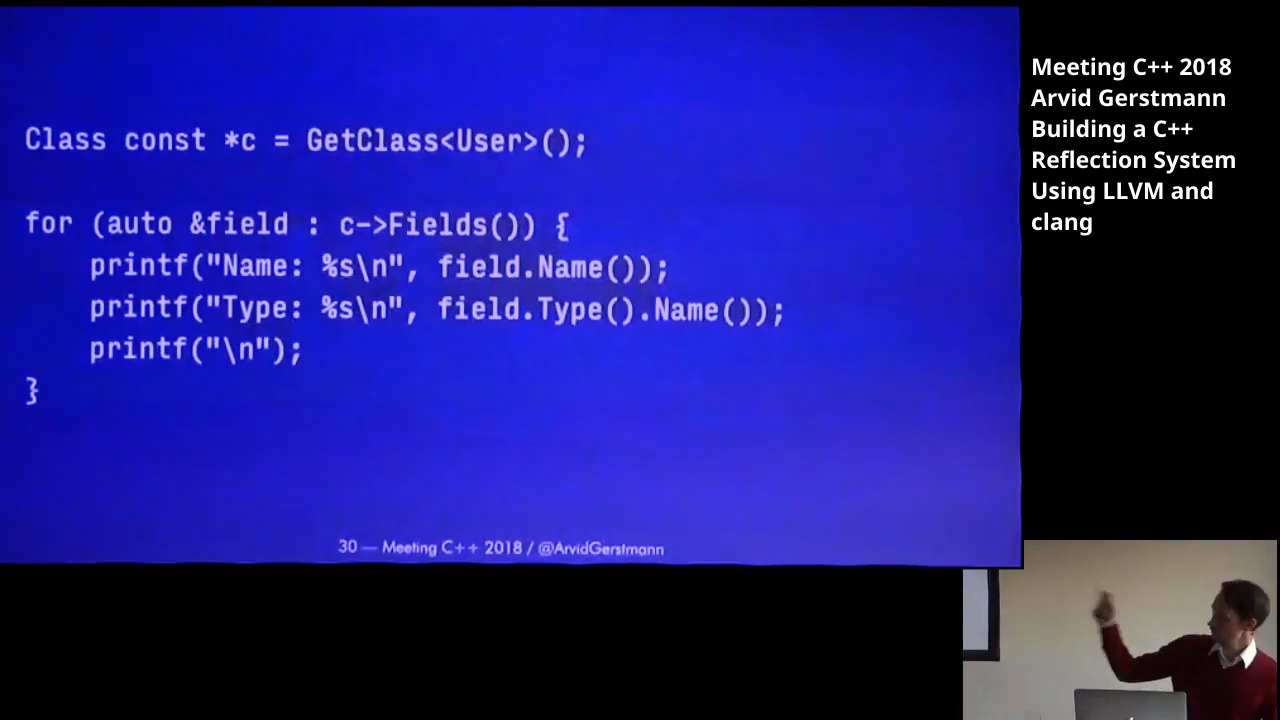 Class const *c = GetClass<User>();
for (auto &field : c->Fields()) {
printf("Name: %s\n", field.Name());
printf("Type: %s\n", field.Type().Name());
printf("\n");
}
30 — Meeting C++ 2018 / @ArvidGerstmann
Meeting C++ 2018
Arvid Gerstmann
Building a C++
Reflection System
Using LLVM and
clang